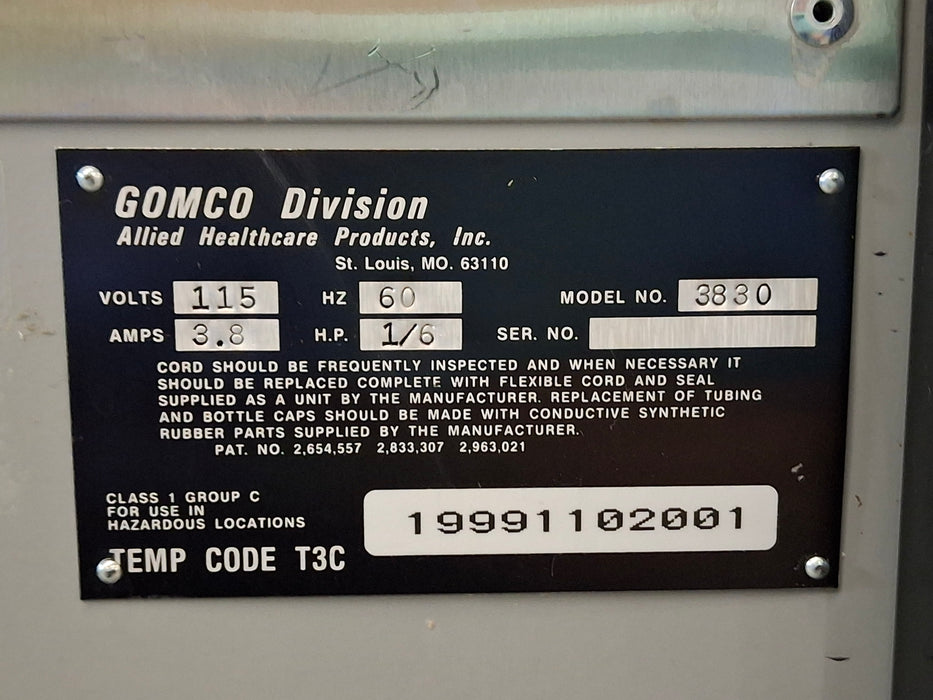 GOMCO Division
Allied Healthcare Products, Inc.
St. Louis, MO. 63110
VOLTS 115 HZ 60 MODEL NO. 3830
AMPS 3.8 H.P. 1/6 SER. NO.
CORD SHOULD BE FREQUENTLY INSPECTED AND WHEN NECESSARY IT
SHOULD BE REPLACED COMPLETE WITH FLEXIBLE CORD AND SEAL
SUPPLIED AS A UNIT BY THE MANUFACTURER. REPLACEMENT OF TUBING
AND BOTTLE CAPS SHOULD BE MADE WITH CONDUCTIVE SYNTHETIC
RUBBER PARTS SUPPLIED BY THE MANUFACTURER.
PAT. NO. 2,654,557 2,833,307 2,963,021
CLASS 1 GROUP C
FOR USE IN
HAZARDOUS LOCATIONS
19991102001
TEMP CODE T3C